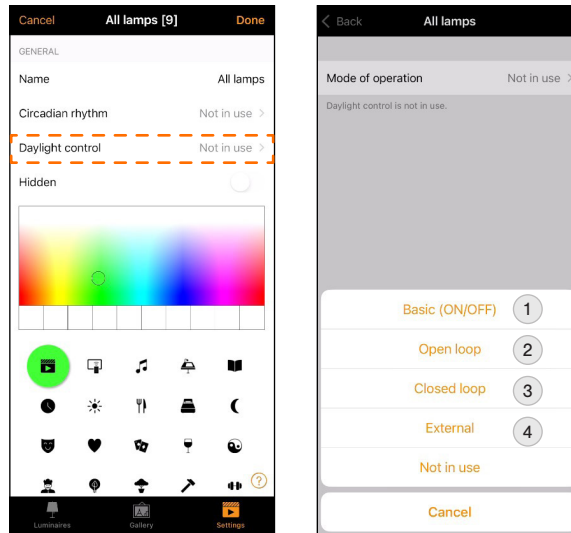 Cancel All lamps [9] Done
GENERAL
Name All lamps
Circadian rhythm Not in use >
Daylight control Not in use >
Hidden
?
Luminaires Gallery Settings
< Back All lamps
Mode of operation Not in use >
Daylight control is not in use.
Basic (ON/OFF) 1
Open loop 2
Closed loop 3
External 4
Not in use
Cancel